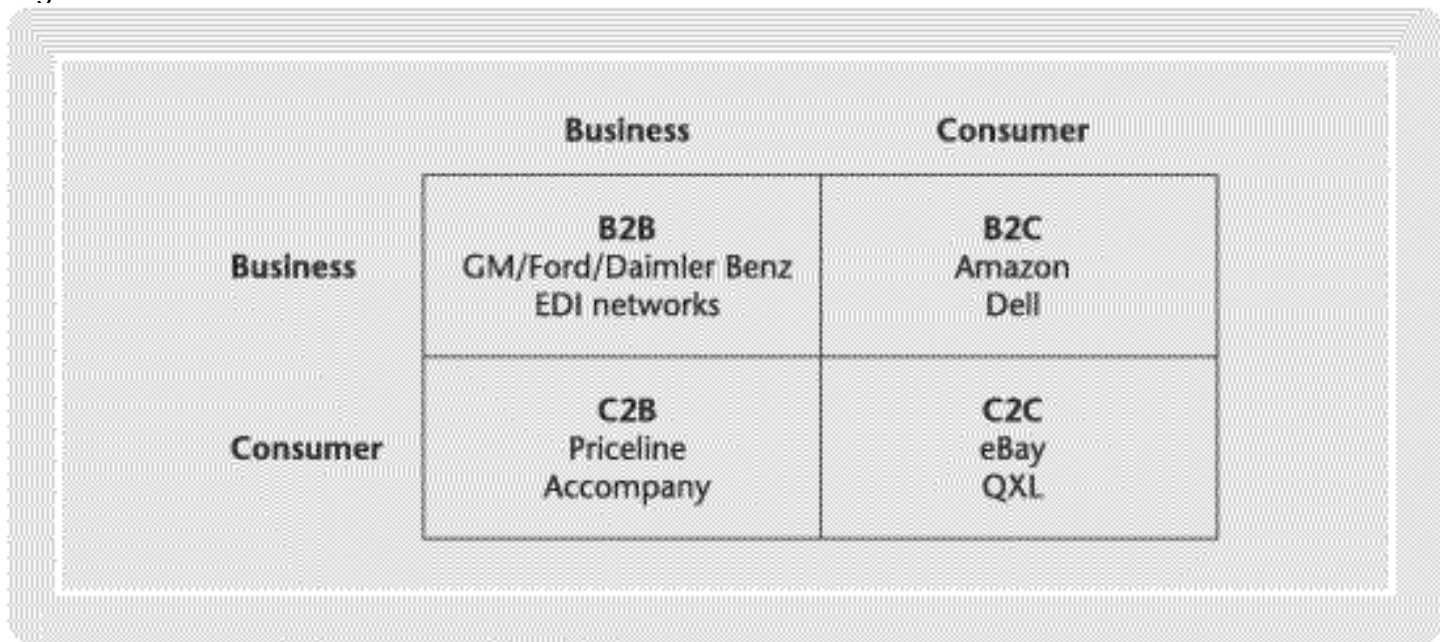 Business Consumer
Business
B2B
GM/Ford/Daimler Benz
EDI networks
B2C
Amazon
Dell
Consumer
C2B
Priceline
Accompany
C2C
eBay
QXL